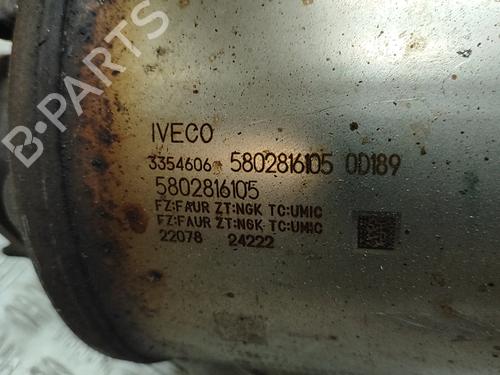 B-PARTS
IVECO
3354606 5802816105 0D189
5802816105
FZ:FAUR ZT:NGK TC:UMIC
FZ:FAUR ZT:NGK TC:UMIC
22078 24222